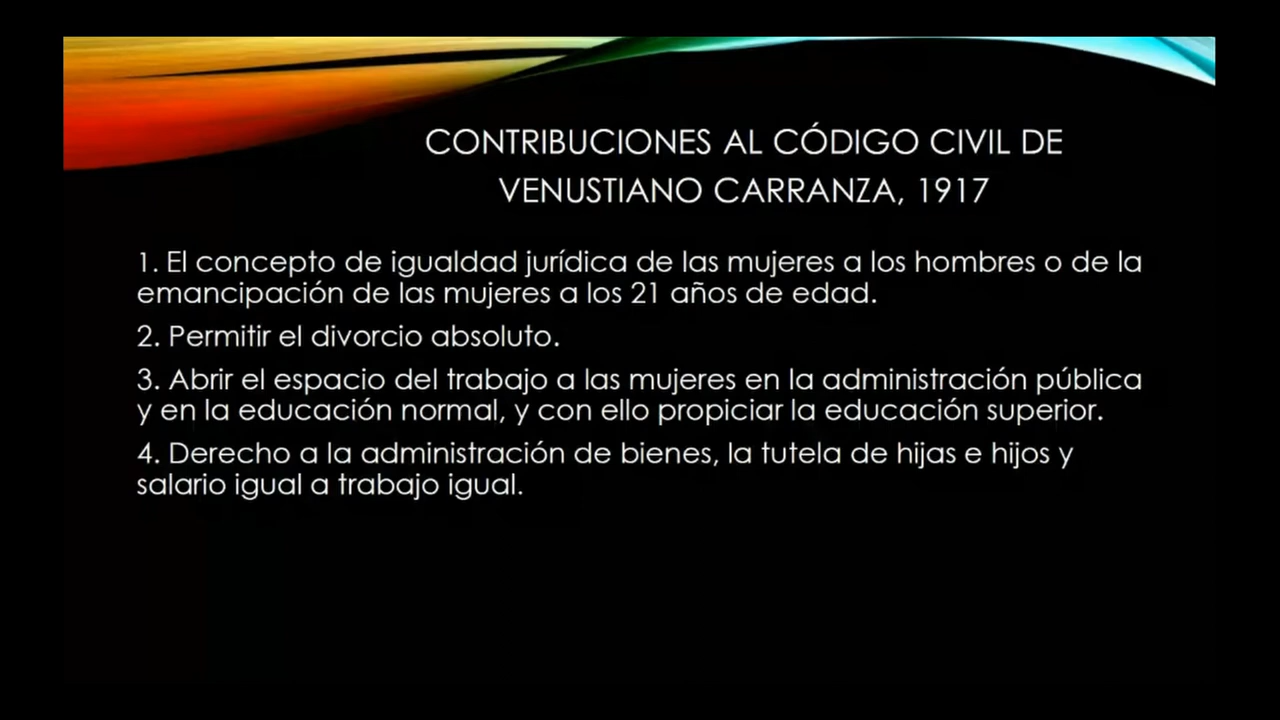 CONTRIBUCIONES AL CÓDIGO CIVIL DE
VENUSTIANO CARRANZA, 1917
1. El concepto de igualdad jurídica de las mujeres a los hombres o de la
emancipación de las mujeres a los 21 años de edad.
2. Permitir el divorcio absoluto.
3. Abrir el espacio del trabajo a las mujeres en la administración pública
y en la educación normal, y con ello propiciar la educación superior.
4. Derecho a la administración de bienes, la tutela de hijas e hijos y
salario igual a trabajo igual.